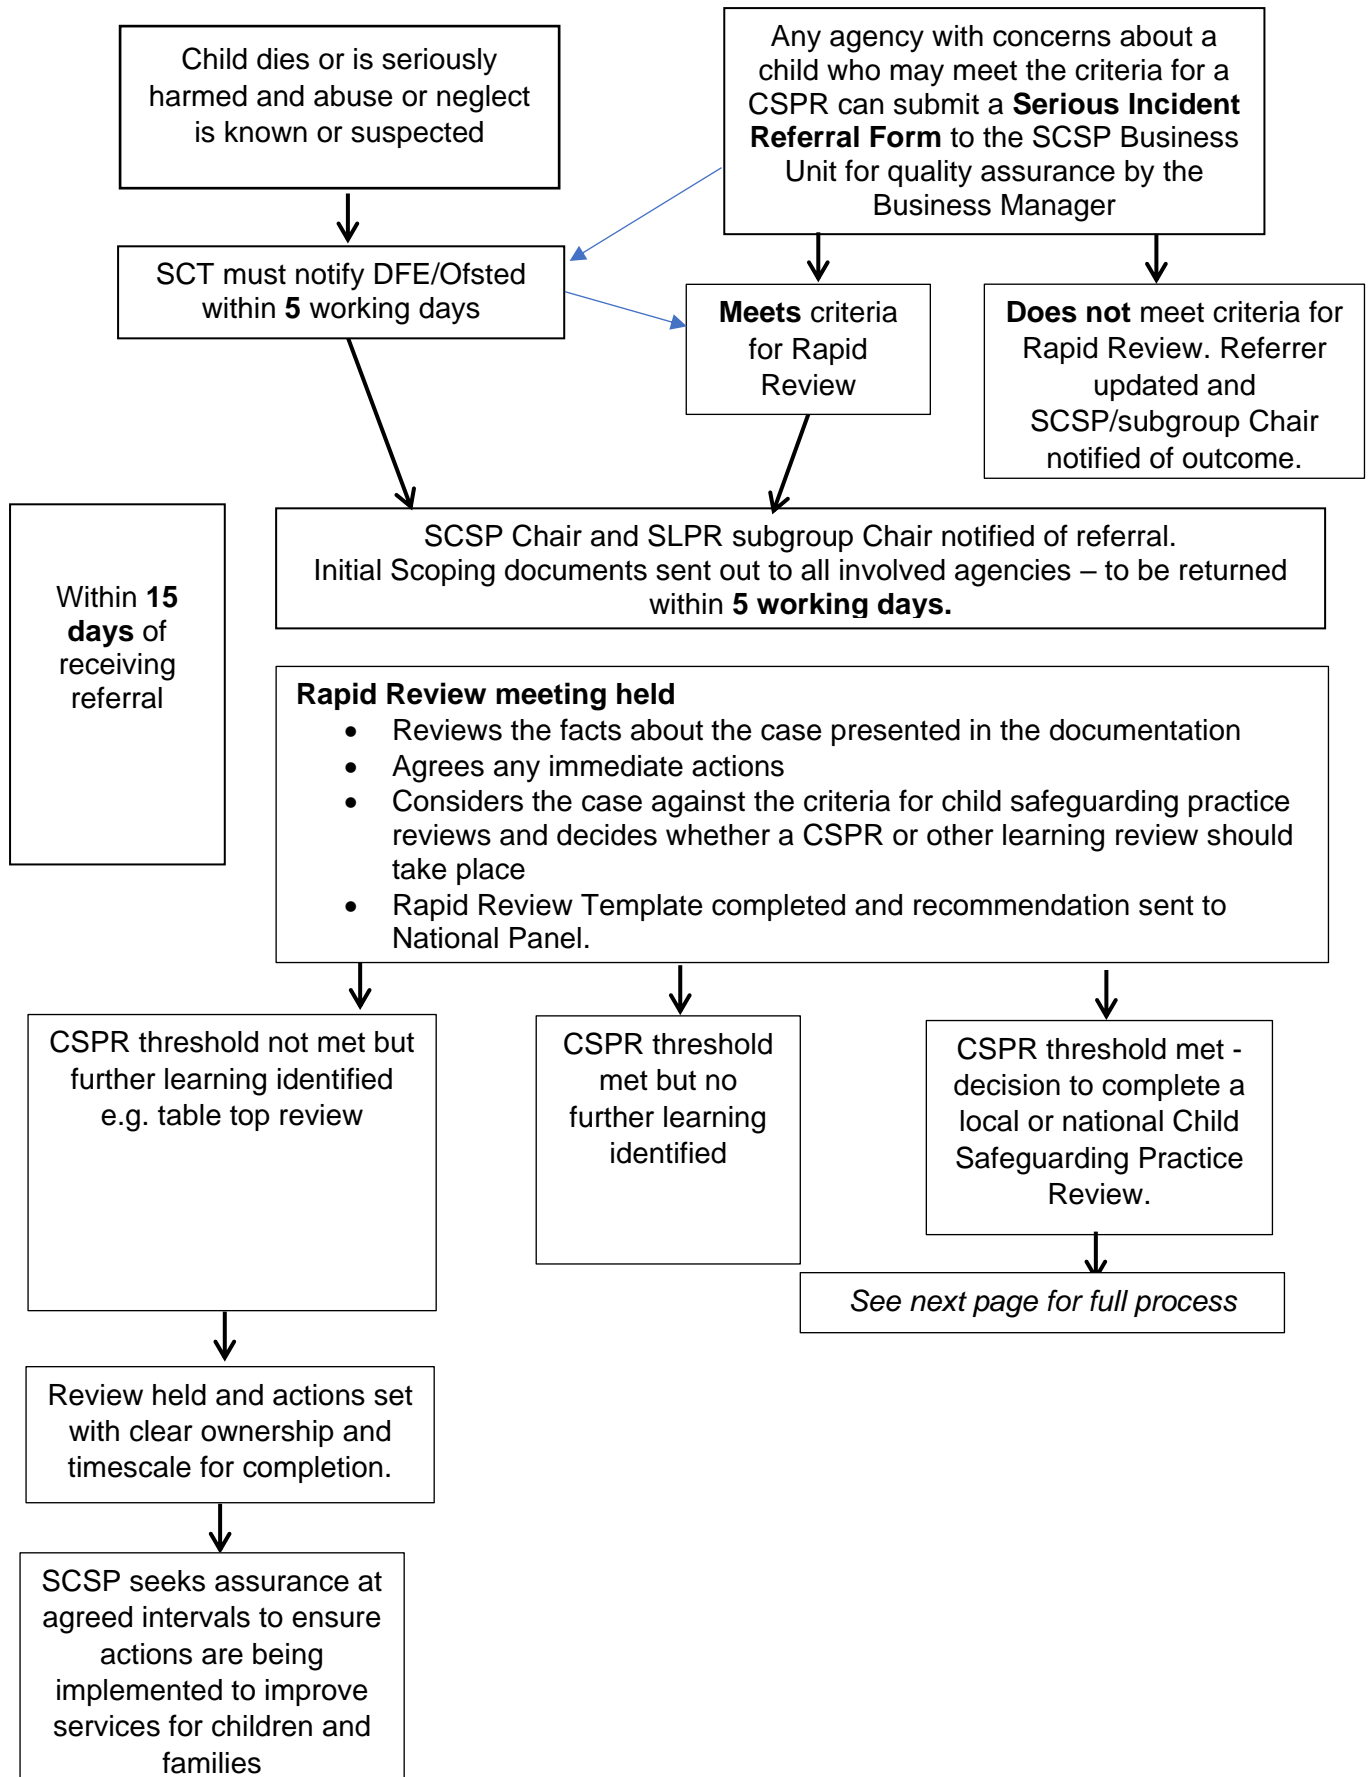 Child dies or is seriously
harmed and abuse or neglect
is known or suspected
Any agency with concerns about a
child who may meet the criteria for a
CSPR can submit a Serious Incident
Referral Form to the SCSP Business
Unit for quality assurance by the
Business Manager
SCT must notify DFE/Ofsted
within 5 working days
Meets criteria
for Rapid
Review
Does not meet criteria for
Rapid Review. Referrer
updated and
SCSP/subgroup Chair
notified of outcome.
Within 15
days of
receiving
referral
SCSP Chair and SLPR subgroup Chair notified of referral.
Initial Scoping documents sent out to all involved agencies – to be returned
within 5 working days.
Rapid Review meeting held
• Reviews the facts about the case presented in the documentation
• Agrees any immediate actions
• Considers the case against the criteria for child safeguarding practice
reviews and decides whether a CSPR or other learning review should
take place
• Rapid Review Template completed and recommendation sent to
National Panel.
CSPR threshold not met but
further learning identified
e.g. table top review
CSPR threshold
met but no
further learning
identified
CSPR threshold met -
decision to complete a
local or national Child
Safeguarding Practice
Review.
See next page for full process
Review held and actions set
with clear ownership and
timescale for completion.
SCSP seeks assurance at
agreed intervals to ensure
actions are being
implemented to improve
services for children and
families